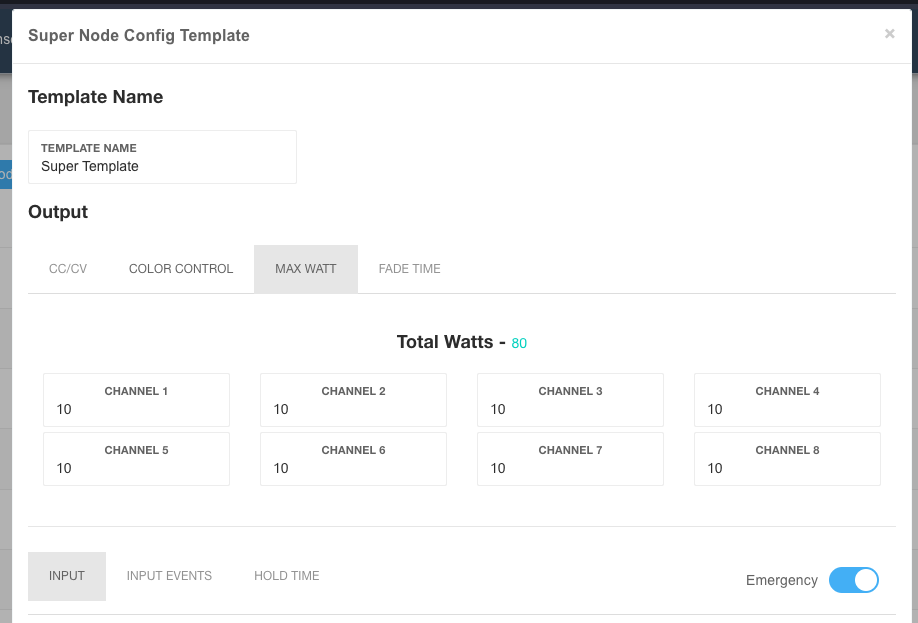 Super Node Config Template
×
Template Name
TEMPLATE NAME
Super Template
Output
CC/CV COLOR CONTROL MAX WATT FADE TIME
Total Watts - 80
CHANNEL 1 CHANNEL 2 CHANNEL 3 CHANNEL 4
10 10 10 10
CHANNEL 5 CHANNEL 6 CHANNEL 7 CHANNEL 8
10 10 10 10
INPUT INPUT EVENTS HOLD TIME Emergency